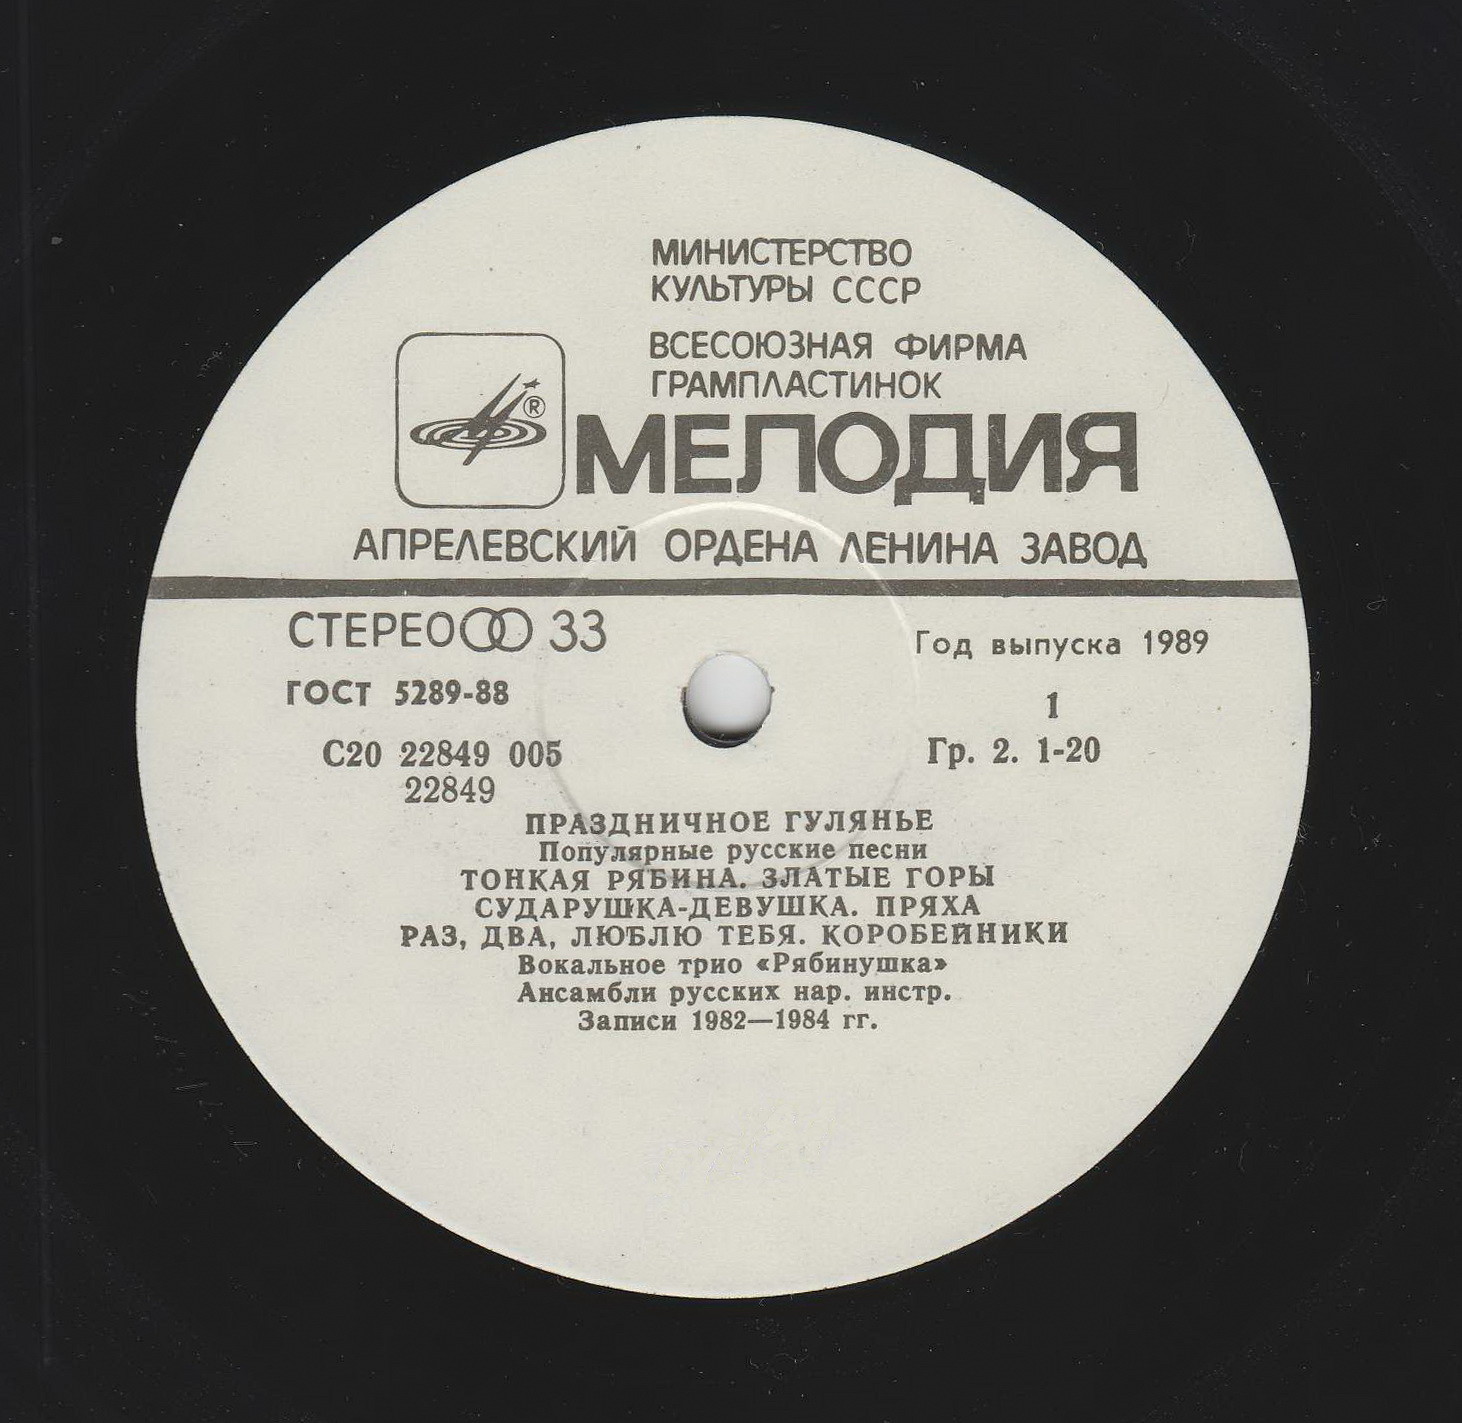 МИНИСТЕРСТВО
КУЛЬТУРЫ СССР
ВСЕСОЮЗНАЯ ФИРМА
ГРАМПЛАСТИНОК
®
МЕЛОДИЯ
АПРЕЛЕВСКИЙ ОРДЕНА ЛЕНИНА ЗАВОД
СТЕРЕО 33
Год выпуска 1989
ГОСТ 5289-88
1
С20 22849 005
Гр. 2. 1-20
22849
ПРАЗДНИЧНОЕ ГУЛЯНЬЕ
Популярные русские песни
ТОНКАЯ РЯБИНА. ЗЛАТЫЕ ГОРЫ
СУДАРУШКА-ДЕВУШКА. ПРЯХА
РАЗ, ДВА, ЛЮБЛЮ ТЕБЯ. КОРОБЕЙНИКИ
Вокальное трио «Рябинушка»
Ансамбли русских нар. инстр.
Записи 1982—1984 гг.